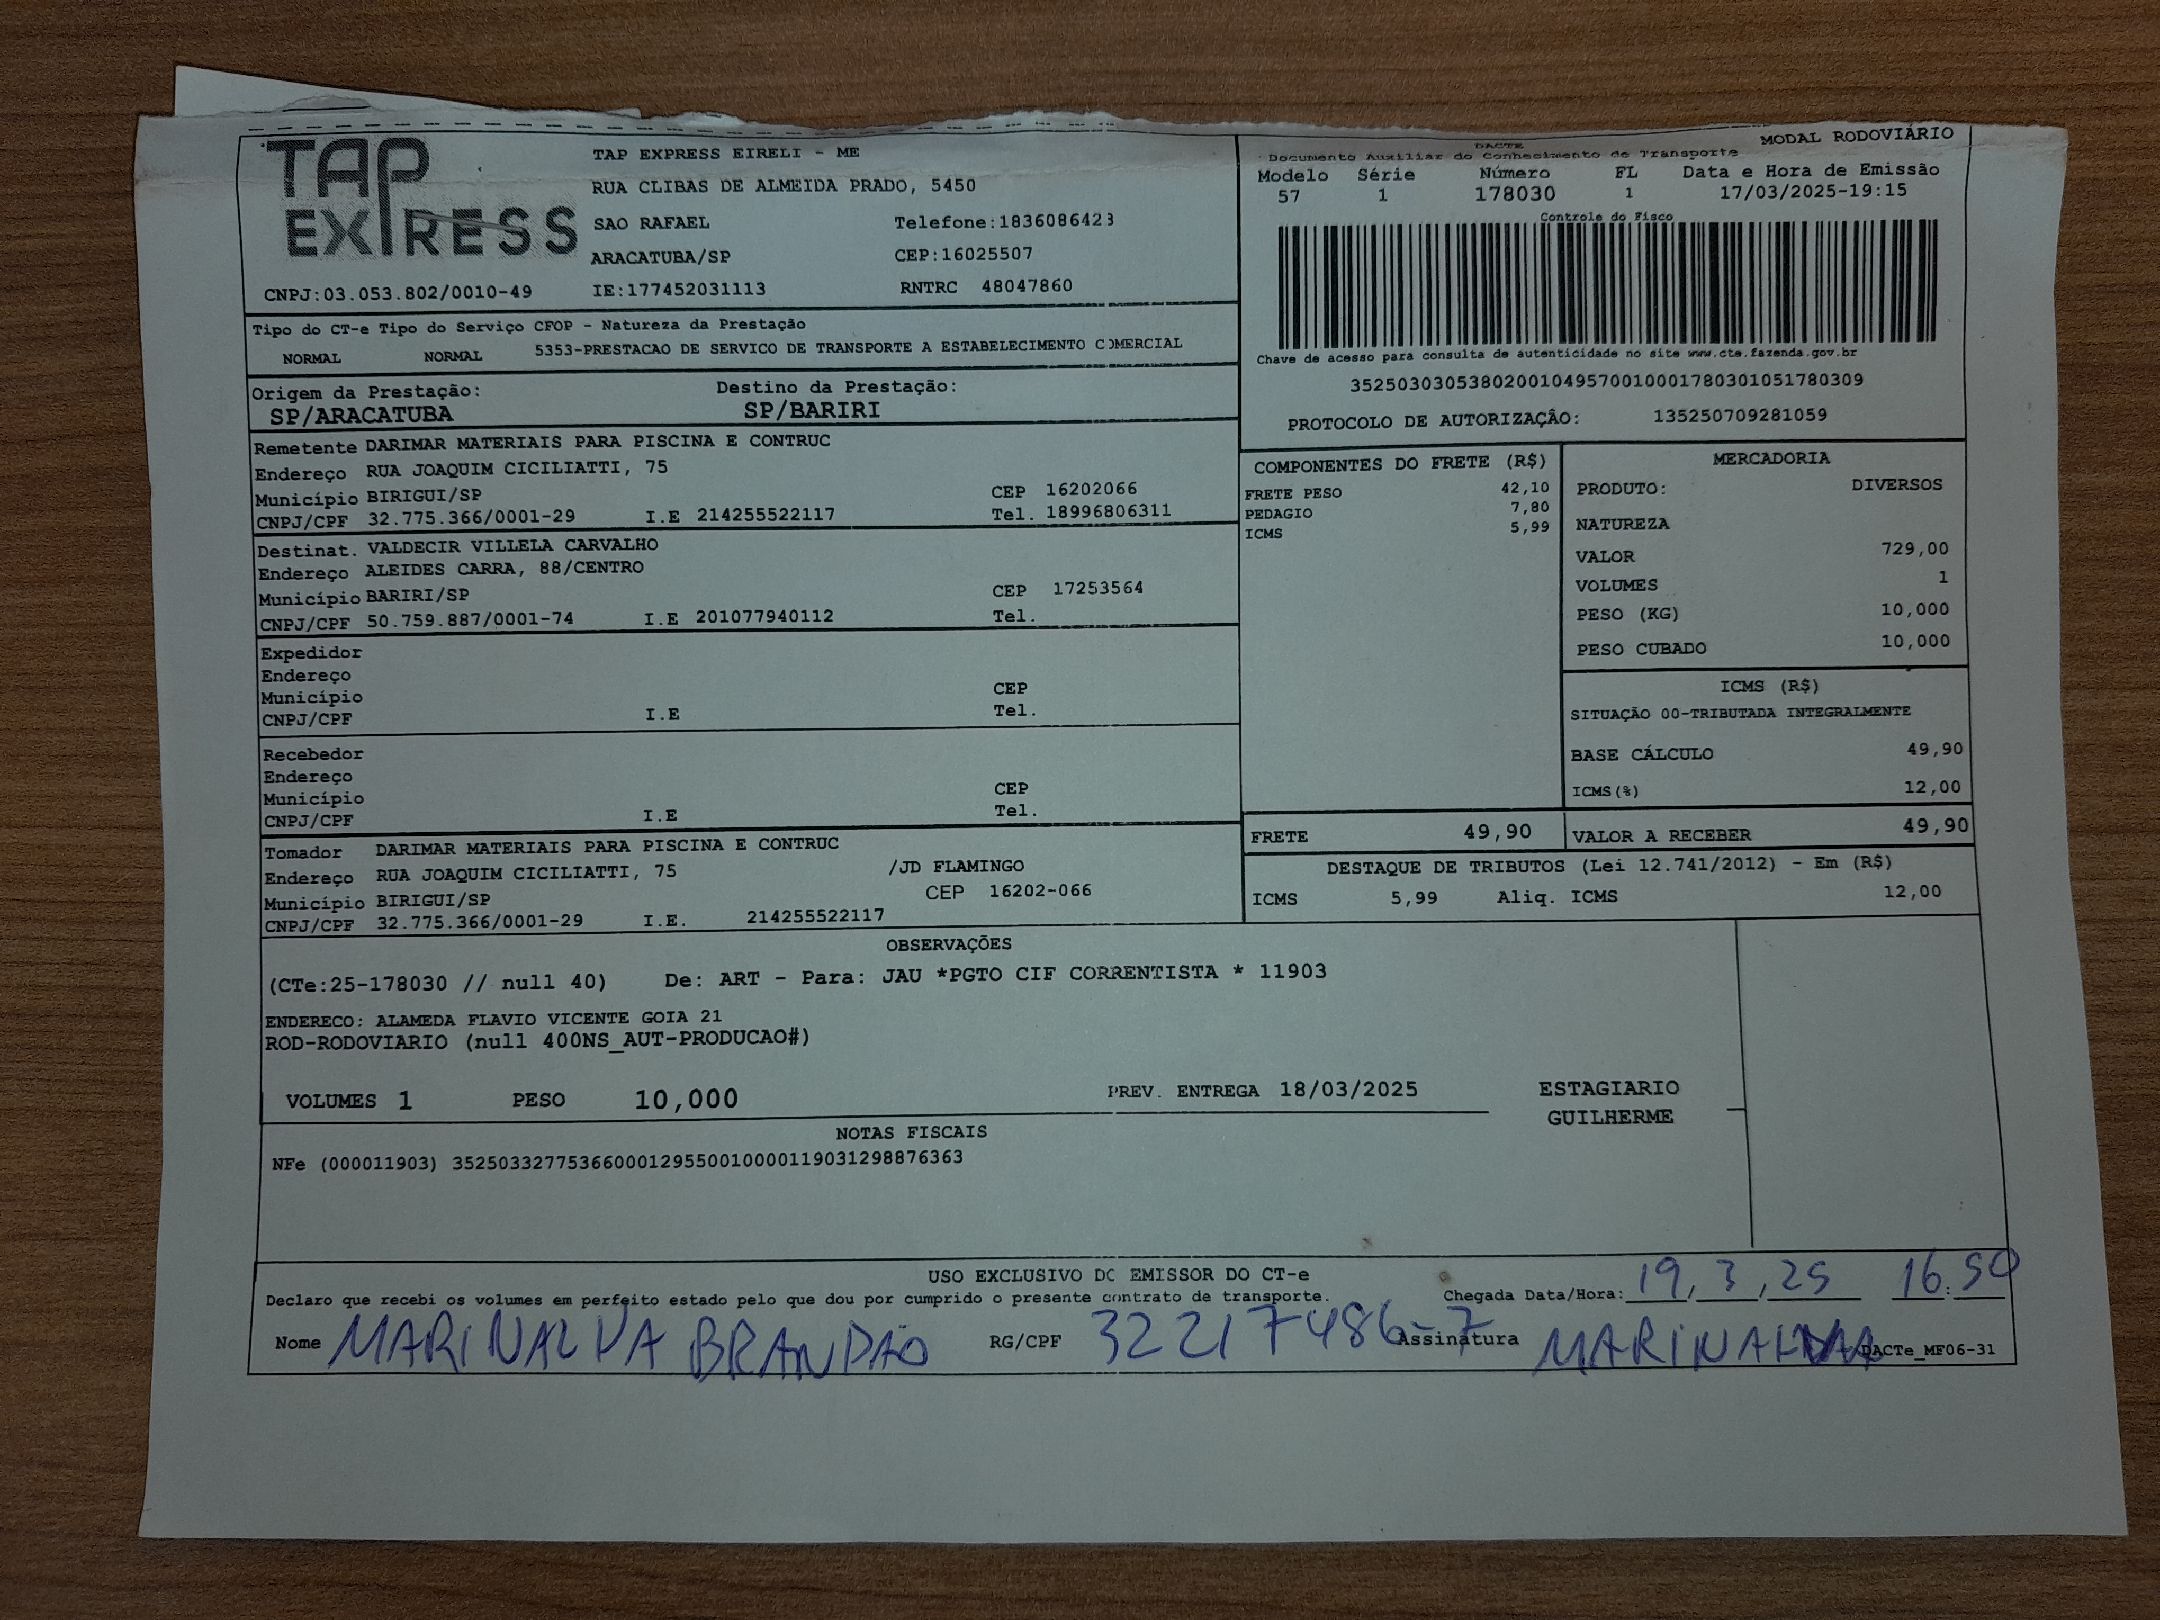 TAP
EXPRESS
TAP EXPRESS EIRELI - ME
RUA CLIBAS DE ALMEIDA PRADO, 5450
SAO RAFAEL Telefone:1836086423
ARACATUBA/SP CEP:16025507
CNPJ:03.053.802/0010-49 IE:177452031113 RNTRC 48047860
DACTE MODAL RODOVIÁRIO
Documento Auxiliar do Conhecimento de Transporte
Modelo Série Número FL Data e Hora de Emissão
57 1 178030 1 17/03/2025-19:15
Controle do Fisco
Chave de acesso para consulta de autenticidade no site www.cte.fazenda.gov.br
35250303053802001049570010001780301051780309
PROTOCOLO DE AUTORIZAÇÃO: 135250709281059
Tipo do CT-e Tipo do Serviço CFOP - Natureza da Prestação
NORMAL NORMAL 5353-PRESTACAO DE SERVICO DE TRANSPORTE A ESTABELECIMENTO COMERCIAL
Origem da Prestação: Destino da Prestação:
SP/ARACATUBA SP/BARIRI
Remetente DARIMAR MATERIAIS PARA PISCINA E CONTRUC
Endereço RUA JOAQUIM CICILIATTI, 75
Município BIRIGUI/SP CEP 16202066
CNPJ/CPF 32.775.366/0001-29 I.E 214255522117 Tel. 18996806311
Destinat. VALDECIR VILLELA CARVALHO
Endereço ALEIDES CARRA, 88/CENTRO
Município BARIRI/SP CEP 17253564
CNPJ/CPF 50.759.887/0001-74 I.E 201077940112 Tel.
Expedidor
Endereço
Município CEP
CNPJ/CPF I.E Tel.
Recebedor
Endereço
Município CEP
CNPJ/CPF I.E Tel.
Tomador DARIMAR MATERIAIS PARA PISCINA E CONTRUC
Endereço RUA JOAQUIM CICILIATTI, 75 /JD FLAMINGO
Município BIRIGUI/SP CEP 16202-066
CNPJ/CPF 32.775.366/0001-29 I.E. 214255522117
COMPONENTES DO FRETE (R$)
FRETE PESO 42,10
PEDAGIO 7,80
ICMS 5,99
MERCADORIA
PRODUTO: DIVERSOS
NATUREZA
VALOR 729,00
VOLUMES 1
PESO (KG) 10,000
PESO CUBADO 10,000
ICMS (R$)
SITUAÇÃO 00-TRIBUTADA INTEGRALMENTE
BASE CÁLCULO 49,90
ICMS(%) 12,00
FRETE 49,90 VALOR A RECEBER 49,90
DESTAQUE DE TRIBUTOS (Lei 12.741/2012) - Em (R$)
ICMS 5,99 Aliq. ICMS 12,00
OBSERVAÇÕES
(CTe:25-178030 // null 40) De: ART - Para: JAU *PGTO CIF CORRENTISTA * 11903
ENDERECO: ALAMEDA FLAVIO VICENTE GOIA 21
ROD-RODOVIARIO (null 400NS_AUT-PRODUCAO#)
VOLUMES 1 PESO 10,000 PREV. ENTREGA 18/03/2025 ESTAGIARIO
GUILHERME
NOTAS FISCAIS
NFe (000011903) 35250332775366000129550010000119031298876363
USO EXCLUSIVO DO EMISSOR DO CT-e
Declaro que recebi os volumes em perfeito estado pelo que dou por cumprido o presente contrato de transporte. Chegada Data/Hora: 19,3,25 16:50
Nome MARINALVA BRANDÃO RG/CPF 32217486-7 Assinatura MARINALVA DACTe_MF06-31